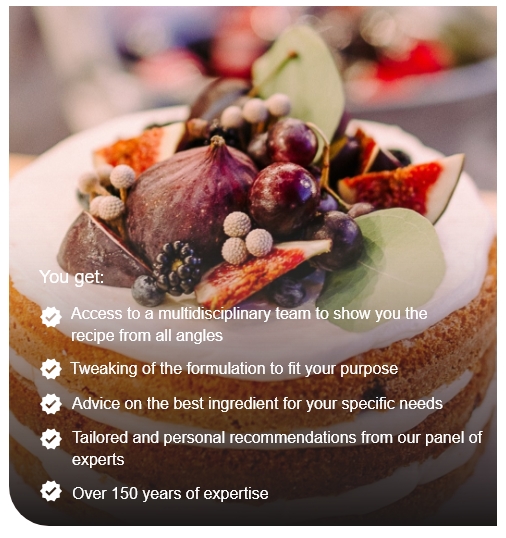 You get:
Access to a multidisciplinary team to show you the
recipe from all angles
Tweaking of the formulation to fit your purpose
Advice on the best ingredient for your specific needs
Tailored and personal recommendations from our panel of
experts
Over 150 years of expertise